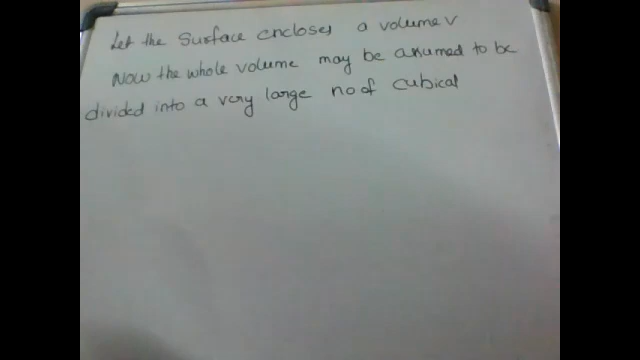 Let the Surface encloses a volume v
Now the whole volume may be assumed to be
divided into a very large no of cubical